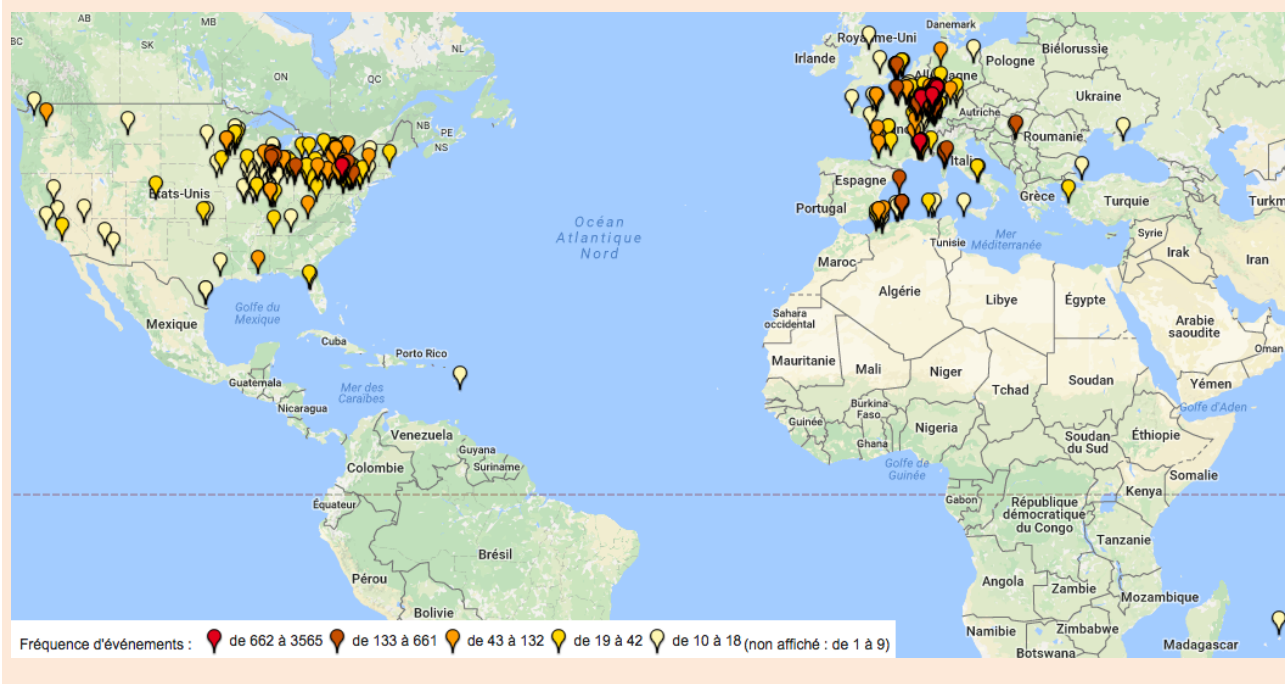 AB
MB
BC
SK
ON
QC
NL
NB
PE
NS
États-Unis
Golfe du
Mexique
Mexique
Cuba
Porto Rico
Guatemala
Mer des
Caraïbes
Nicaragua
Venezuela
Guyana
Suriname
Colombie
Équateur
Brésil
Pérou
Bolivie
Océan
Atlantique
Nord
Danemark
Irlande
Biélorussie
Pologne
Ukraine
Autriche
Roumanie
Espagne
Portugal
Grèce
Turquie
Turkm
Mer
Méditerranée
Syrie
Irak
Iran
Tunisie
Maroc
Algérie
Libye
Égypte
Sahara
occidental
Arabie
saoudite
Oman
Mauritanie
Mali
Niger
Tchad
Soudan
Yémen
Golfe d'Aden
Burkina
Faso
Guinée
Ghana
Nigeria
Soudan
du Sud
Éthiopie
Golfe de
Guinée
Somalie
Gabon
République
démocratique
du Congo
Kenya
Tanzanie
Angola
Zambie
Mozambique
Namibie
Zimbabwe
Botswana
Madagascar
Fréquence d'événements : de 662 à 3565 de 133 à 661 de 43 à 132 de 19 à 42 de 10 à 18 (non affiché : de 1 à 9)